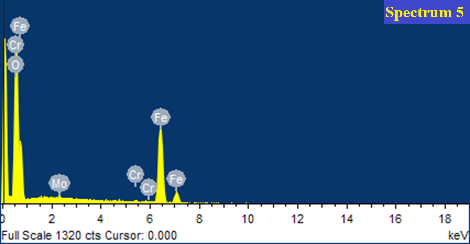 Spectrum 5
Fe
Cr
O
Fe
Cr
Mo
Cr
Fe
0 2 4 6 8 10 12 14 16 18
Full Scale 1320 cts Cursor: 0.000 keV